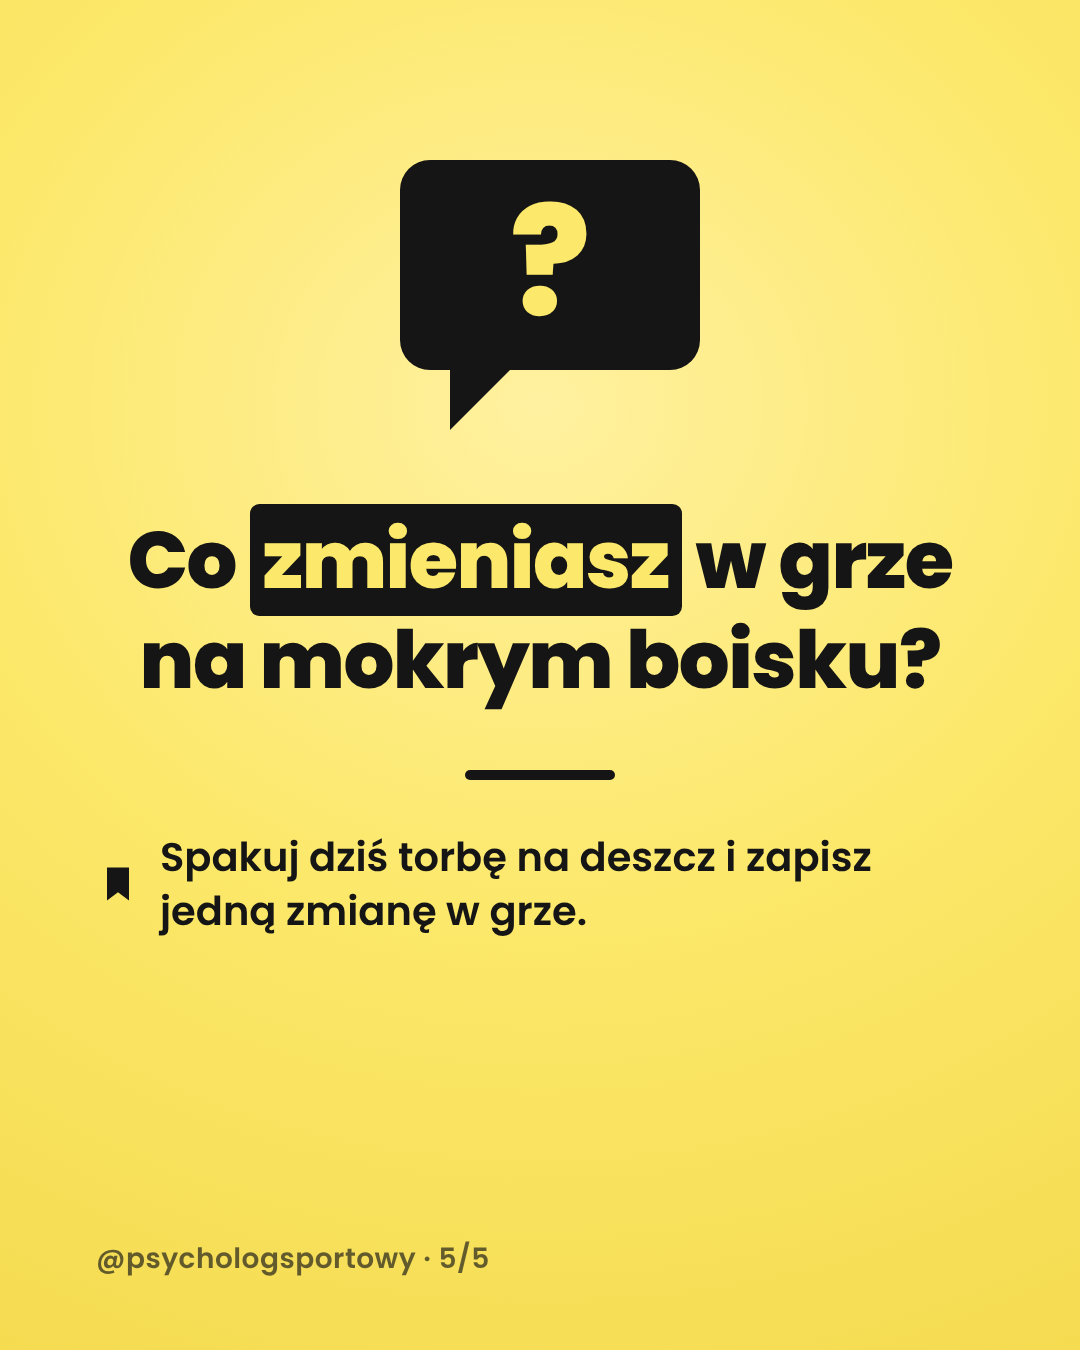 ?
Co zmieniasz w grze
na mokrym boisku?
Spakuj dziś torbę na deszcz i zapisz
jedną zmianę w grze.
@psychologsportowy · 5/5